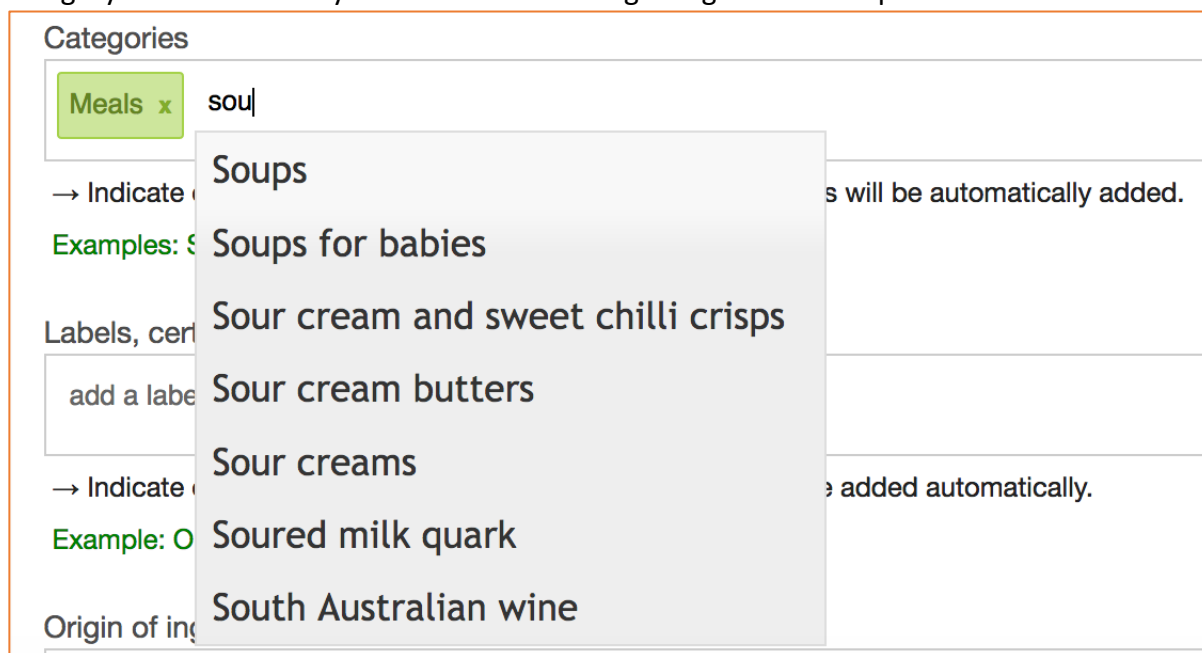 Categories
Meals x sou
Soups
→ Indicate s will be automatically added.
Soups for babies
Examples:
Sour cream and sweet chilli crisps
Labels, cert
Sour cream butters
add a labe
Sour creams
→ Indicate added automatically.
Soured milk quark
Example: O
South Australian wine
Origin of ing